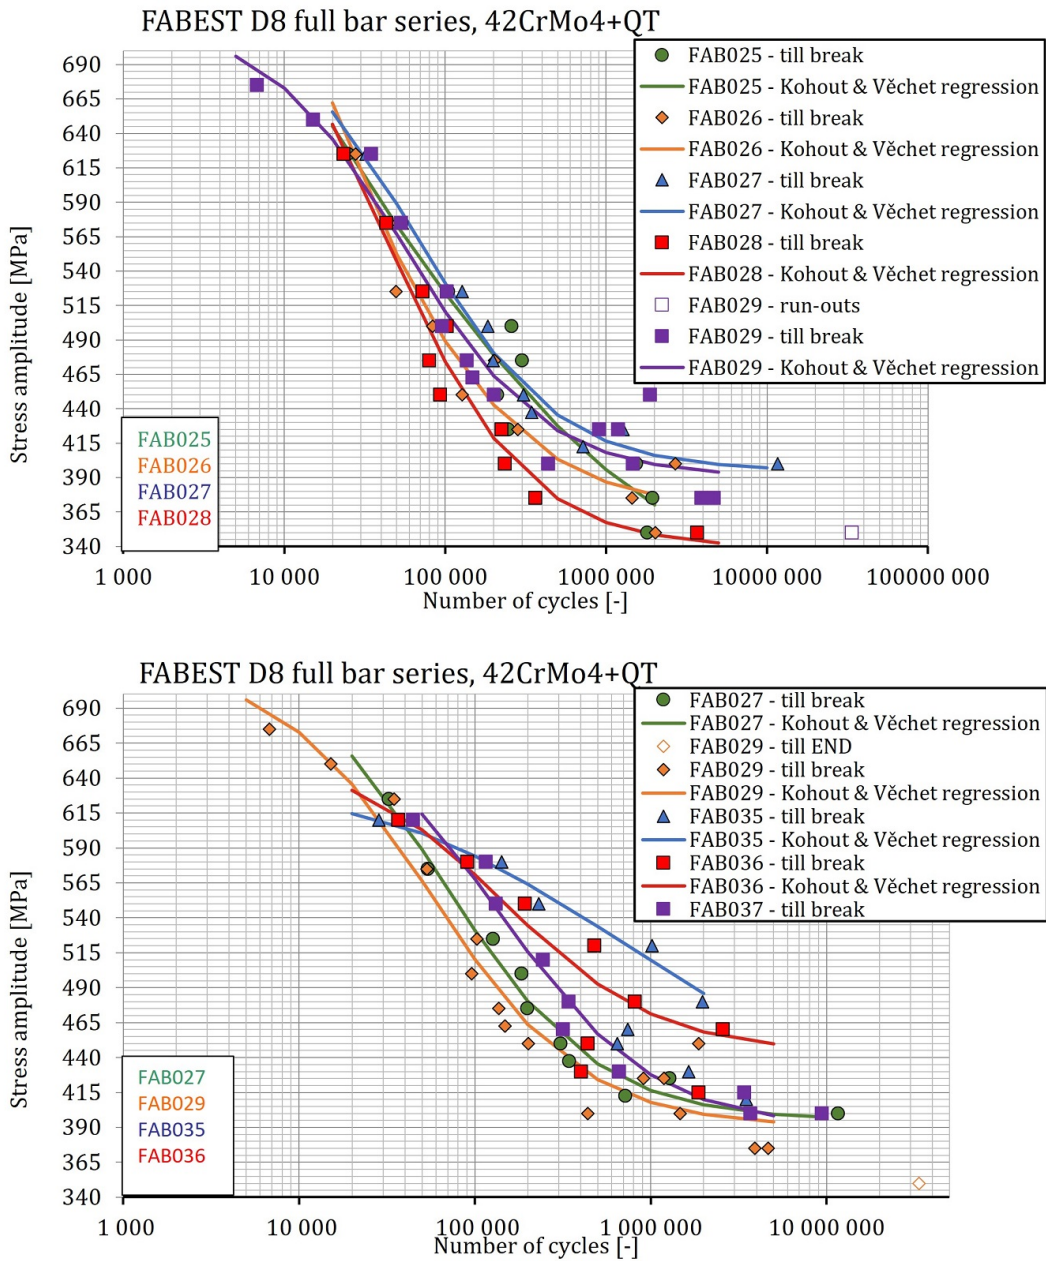 FABEST D8 full bar series, 42CrMo4+QT
FAB025 - till break
FAB025 - Kohout & Věchet regression
FAB026 - till break
FAB026 - Kohout & Věchet regression
FAB027 - till break
FAB027 - Kohout & Věchet regression
FAB028 - till break
FAB028 - Kohout & Věchet regression
FAB029 - run-outs
FAB029 - till break
FAB029 - Kohout & Věchet regression
Stress amplitude [MPa]
690
665
640
615
590
565
540
515
490
465
440
415
390
365
340
FAB025
FAB026
FAB027
FAB028
1 000
10 000
100 000
1000 000
10000 000
100000 000
Number of cycles [-]
FABEST D8 full bar series, 42CrMo4+QT
FAB027 - till break
FAB027 - Kohout & Věchet regression
FAB029 - till END
FAB029 - till break
FAB029 - Kohout & Věchet regression
FAB035 - till break
FAB035 - Kohout & Věchet regression
FAB036 - till break
FAB036 - Kohout & Věchet regression
FAB037 - till break
Stress amplitude [MPa]
690
665
640
615
590
565
540
515
490
465
440
415
390
365
340
FAB027
FAB029
FAB035
FAB036
1 000
10 000
100 000
1 000 000
10 000 000
Number of cycles [-]